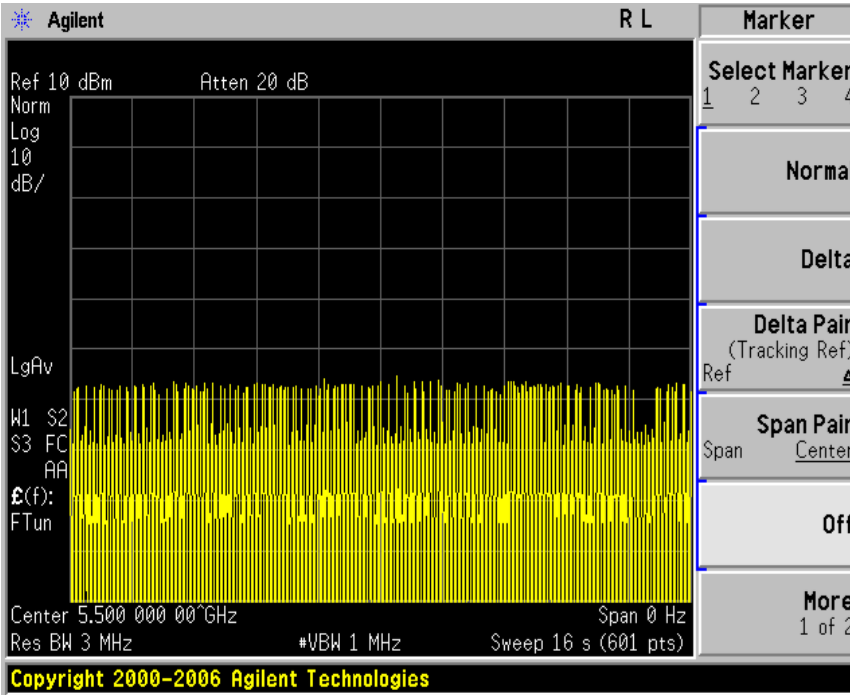 Agilent
R L
Marker
Ref 10 dBm Atten 20 dB
Norm
Log
10
dB/
LgAv
W1 S2
S3 FC
AA
£(f):
FTun
Center 5.500 000 00^GHz Span 0 Hz
Res BW 3 MHz #VBW 1 MHz Sweep 16 s (601 pts)
Copyright 2000-2006 Agilent Technologies
Select Marker
1 2 3 4
Norma
Delta
Delta Pair
(Tracking Ref)
Ref Δ
Span Pair
Span Center
Off
More
1 of 2